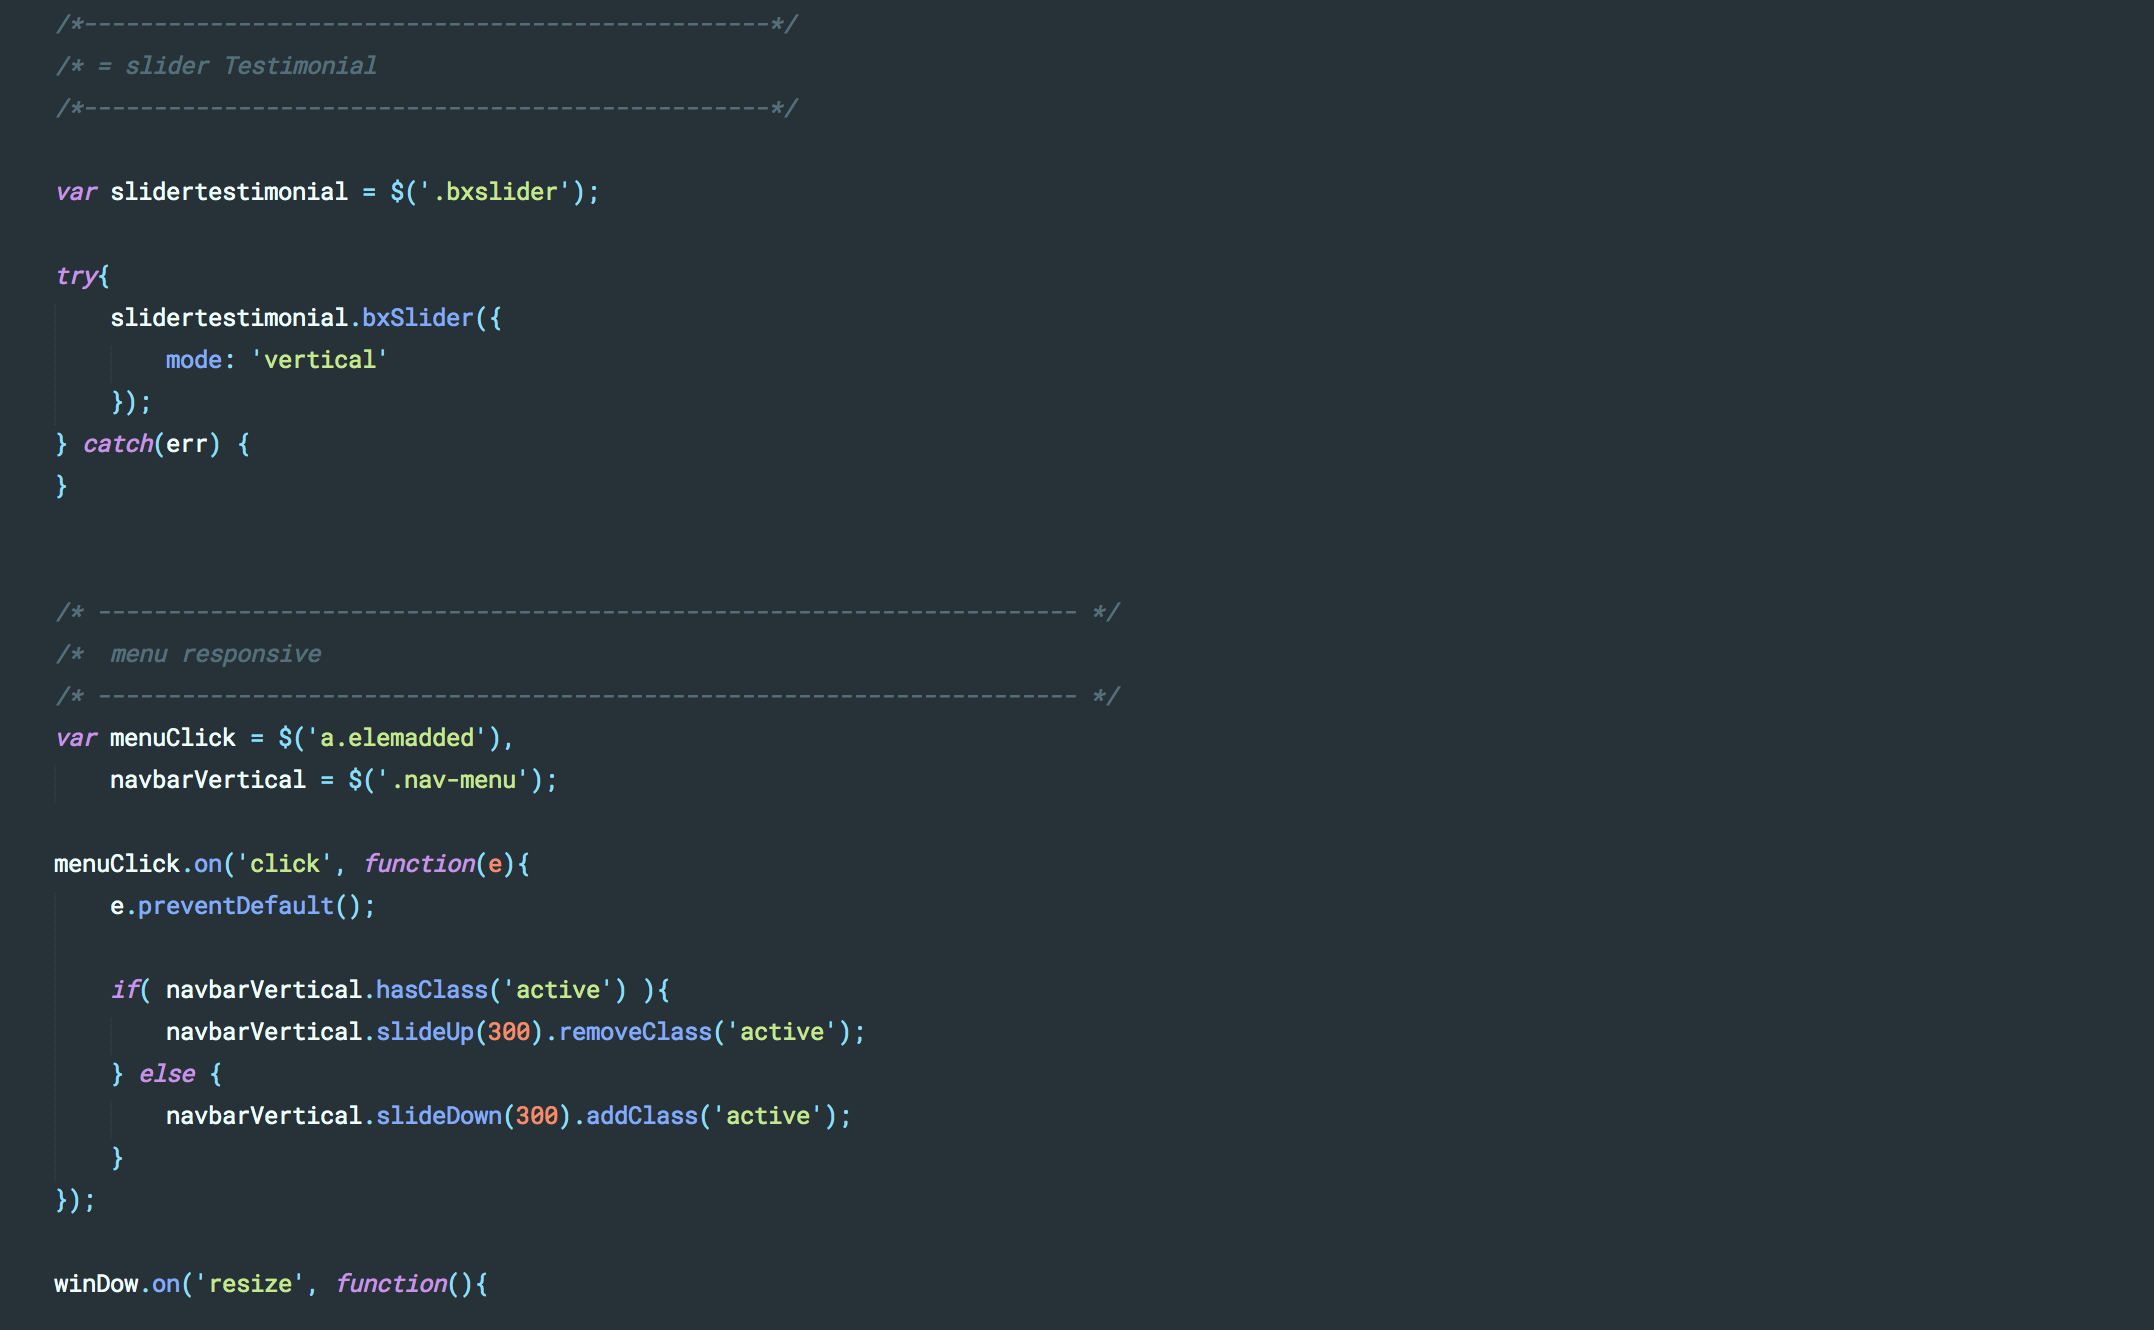 /*-------------------------------------------------*/
/* = slider Testimonial
/*-------------------------------------------------*/
var slidertestimonial = $('.bxslider');
try{
slidertestimonial.bxSlider({
mode: 'vertical'
});
} catch(err) {
}
/* ---------------------------------------------------------------------- */
/*  menu responsive
/* ---------------------------------------------------------------------- */
var menuClick = $('a.elemadded'),
navbarVertical = $('.nav-menu');
menuClick.on('click', function(e){
e.preventDefault();
if( navbarVertical.hasClass('active') ){
navbarVertical.slideUp(300).removeClass('active');
} else {
navbarVertical.slideDown(300).addClass('active');
}
});
winDow.on('resize', function(){